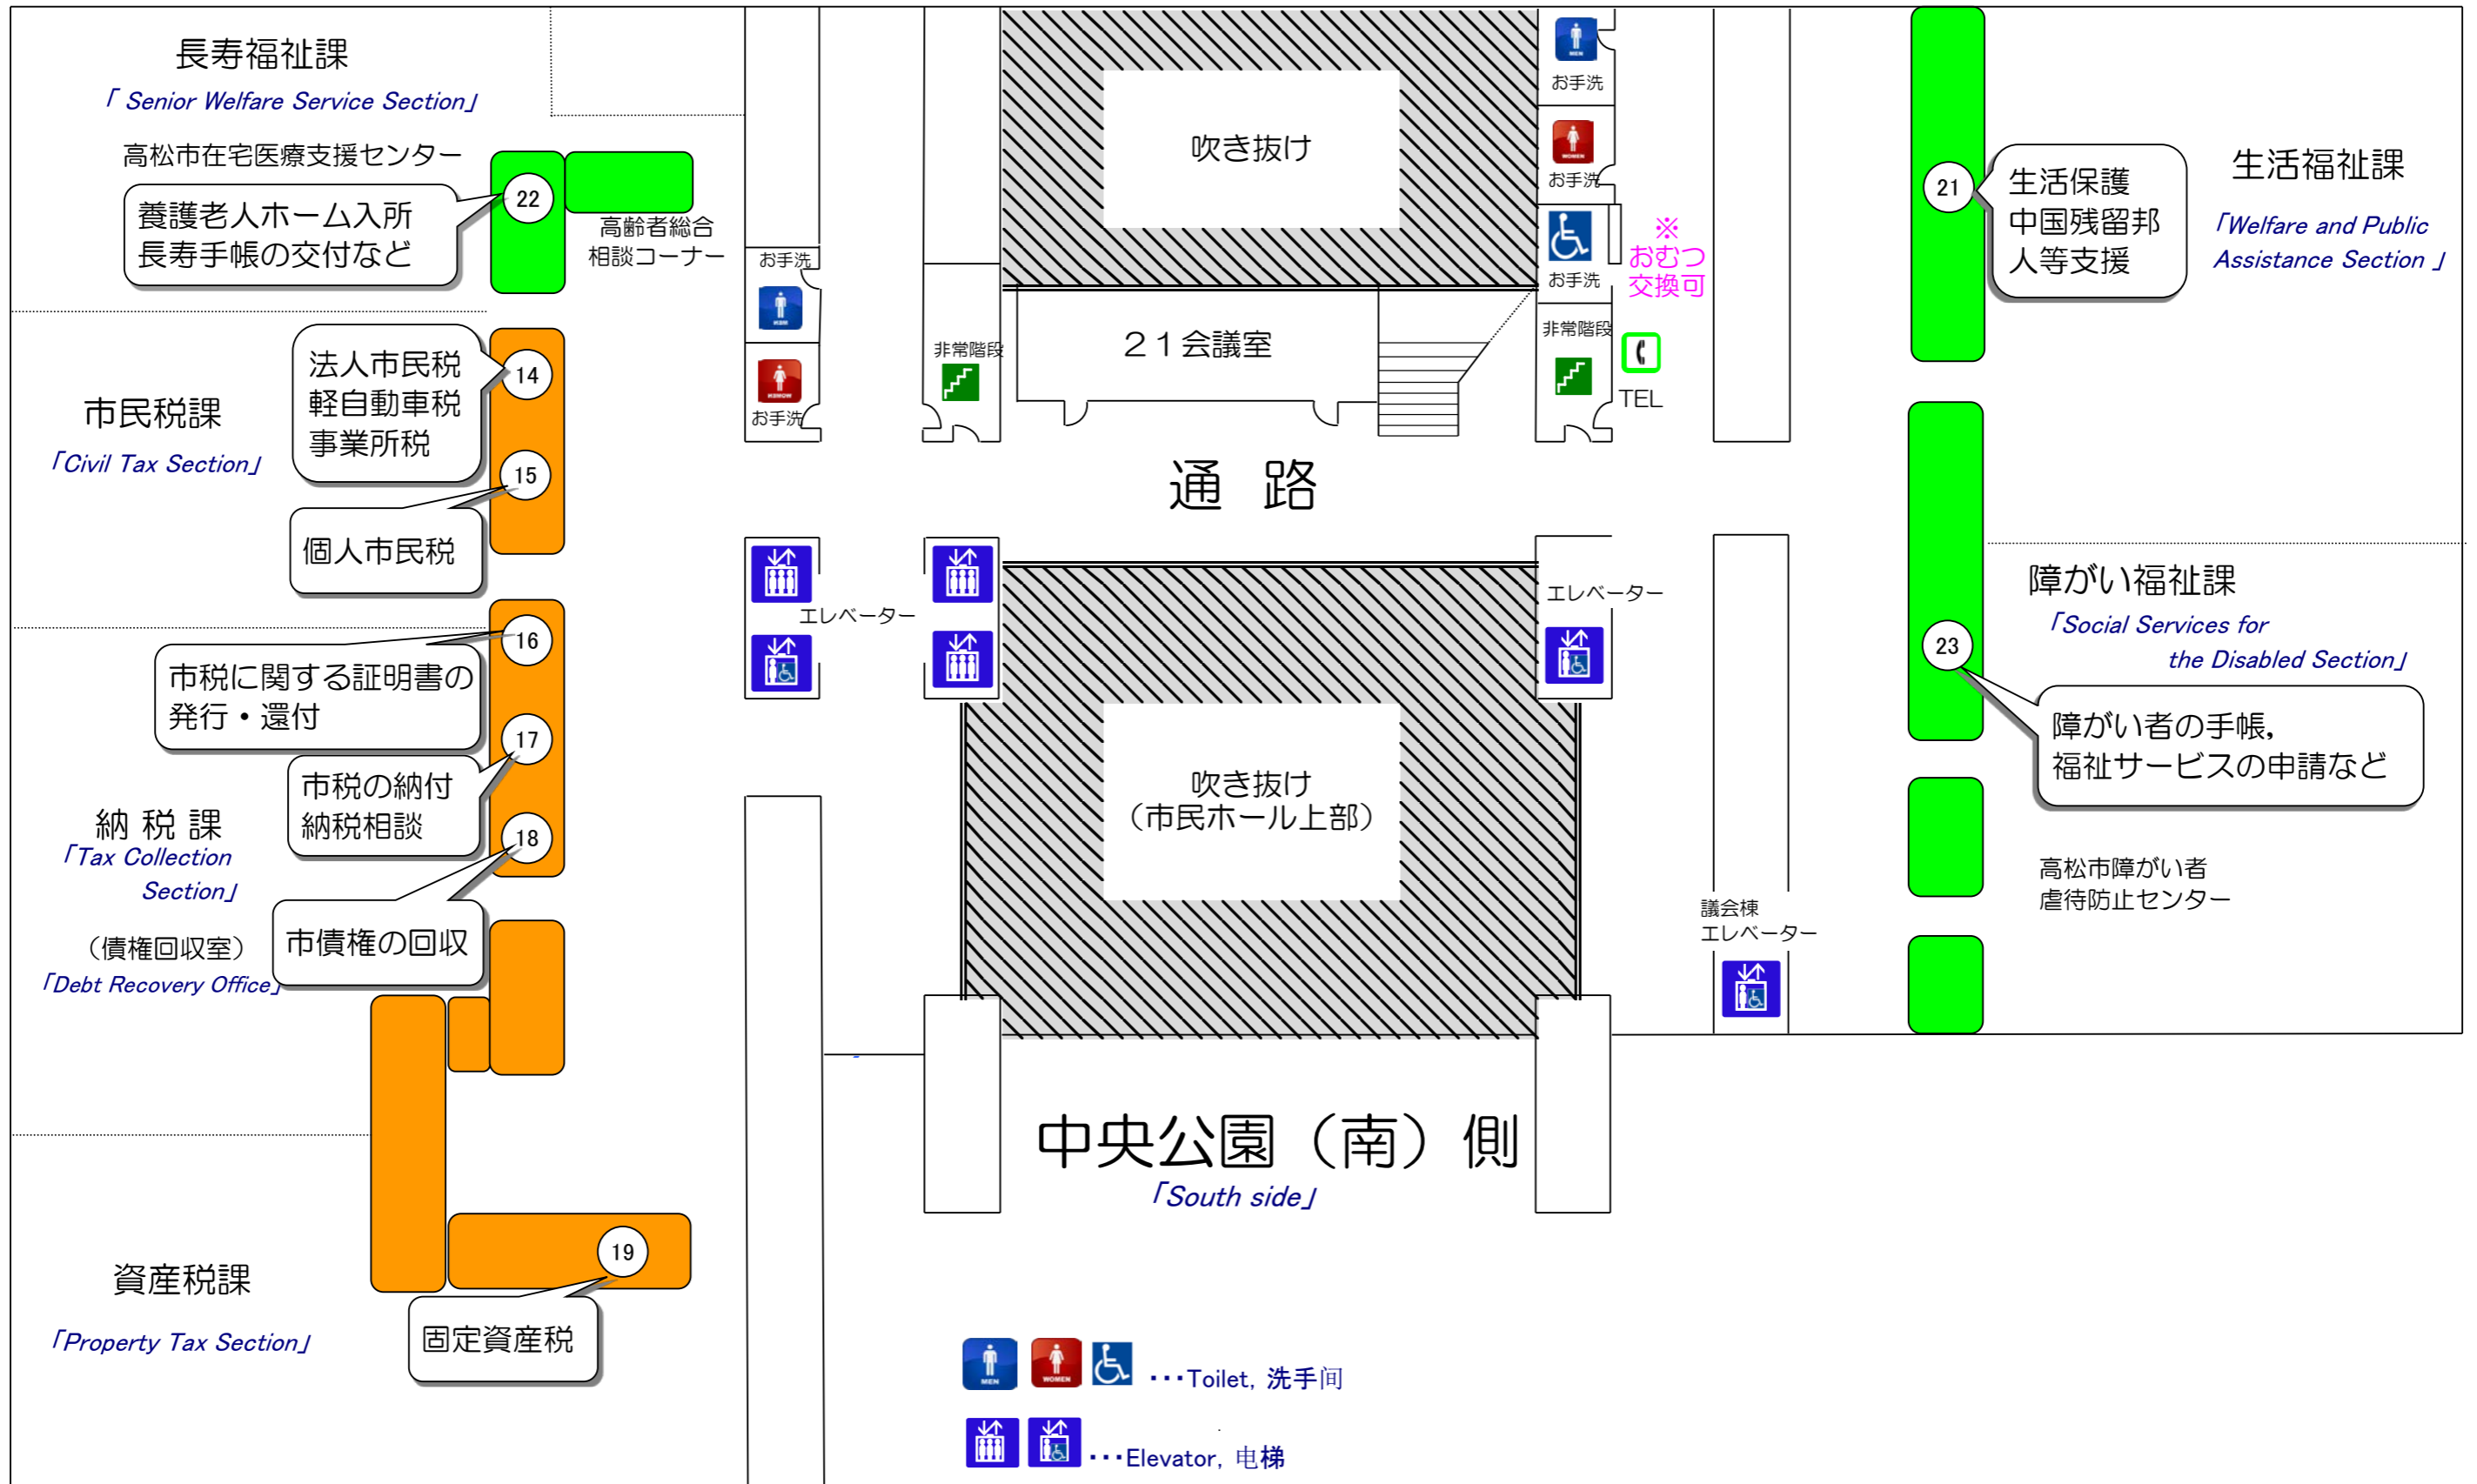 長寿福祉課
「 Senior Welfare Service Section」
高松市在宅医療支援センター
養護老人ホーム入所
長寿手帳の交付など
22
高齢者総合
相談コーナー
市民税課
「Civil Tax Section」
法人市民税
軽自動車税
事業所税
14
15
個人市民税
16
市税に関する証明書の
発行・還付
17
市税の納付
納税相談
18
納 税 課
「Tax Collection
Section」
市債権の回収
（債権回収室）
「Debt Recovery Office」
資産税課
「Property Tax Section」
19
固定資産税
お手洗
MEN
WOMEN
お手洗
非常階段
吹き抜け
２１会議室
MEN
お手洗
WOMEN
お手洗
お手洗
※
おむつ
交換可
非常階段
TEL
通 路
エレベーター
エレベーター
吹き抜け
（市民ホール上部）
議会棟
エレベーター
21
生活保護
中国残留邦
人等支援
生活福祉課
「Welfare and Public
Assistance Section 」
障がい福祉課
「Social Services for
the Disabled Section」
23
障がい者の手帳，
福祉サービスの申請など
高松市障がい者
虐待防止センター
中央公園（南）側
「South side」
MEN
WOMEN
･･･Toilet, 洗手间
･･･Elevator, 电梯